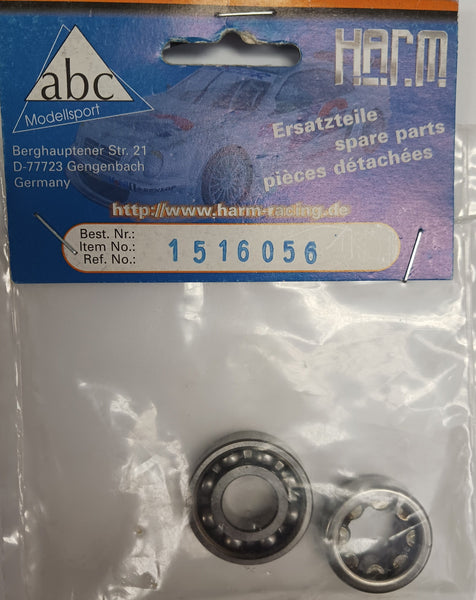 abc
Modellsport
HARM
Berghauptener Str. 21
D-77723 Gengenbach
Germany
Ersatzteile
spare parts
pièces détachées
http://www.harm-racing.de
Best. Nr.:
Item No.:
Ref. No.:
1516056